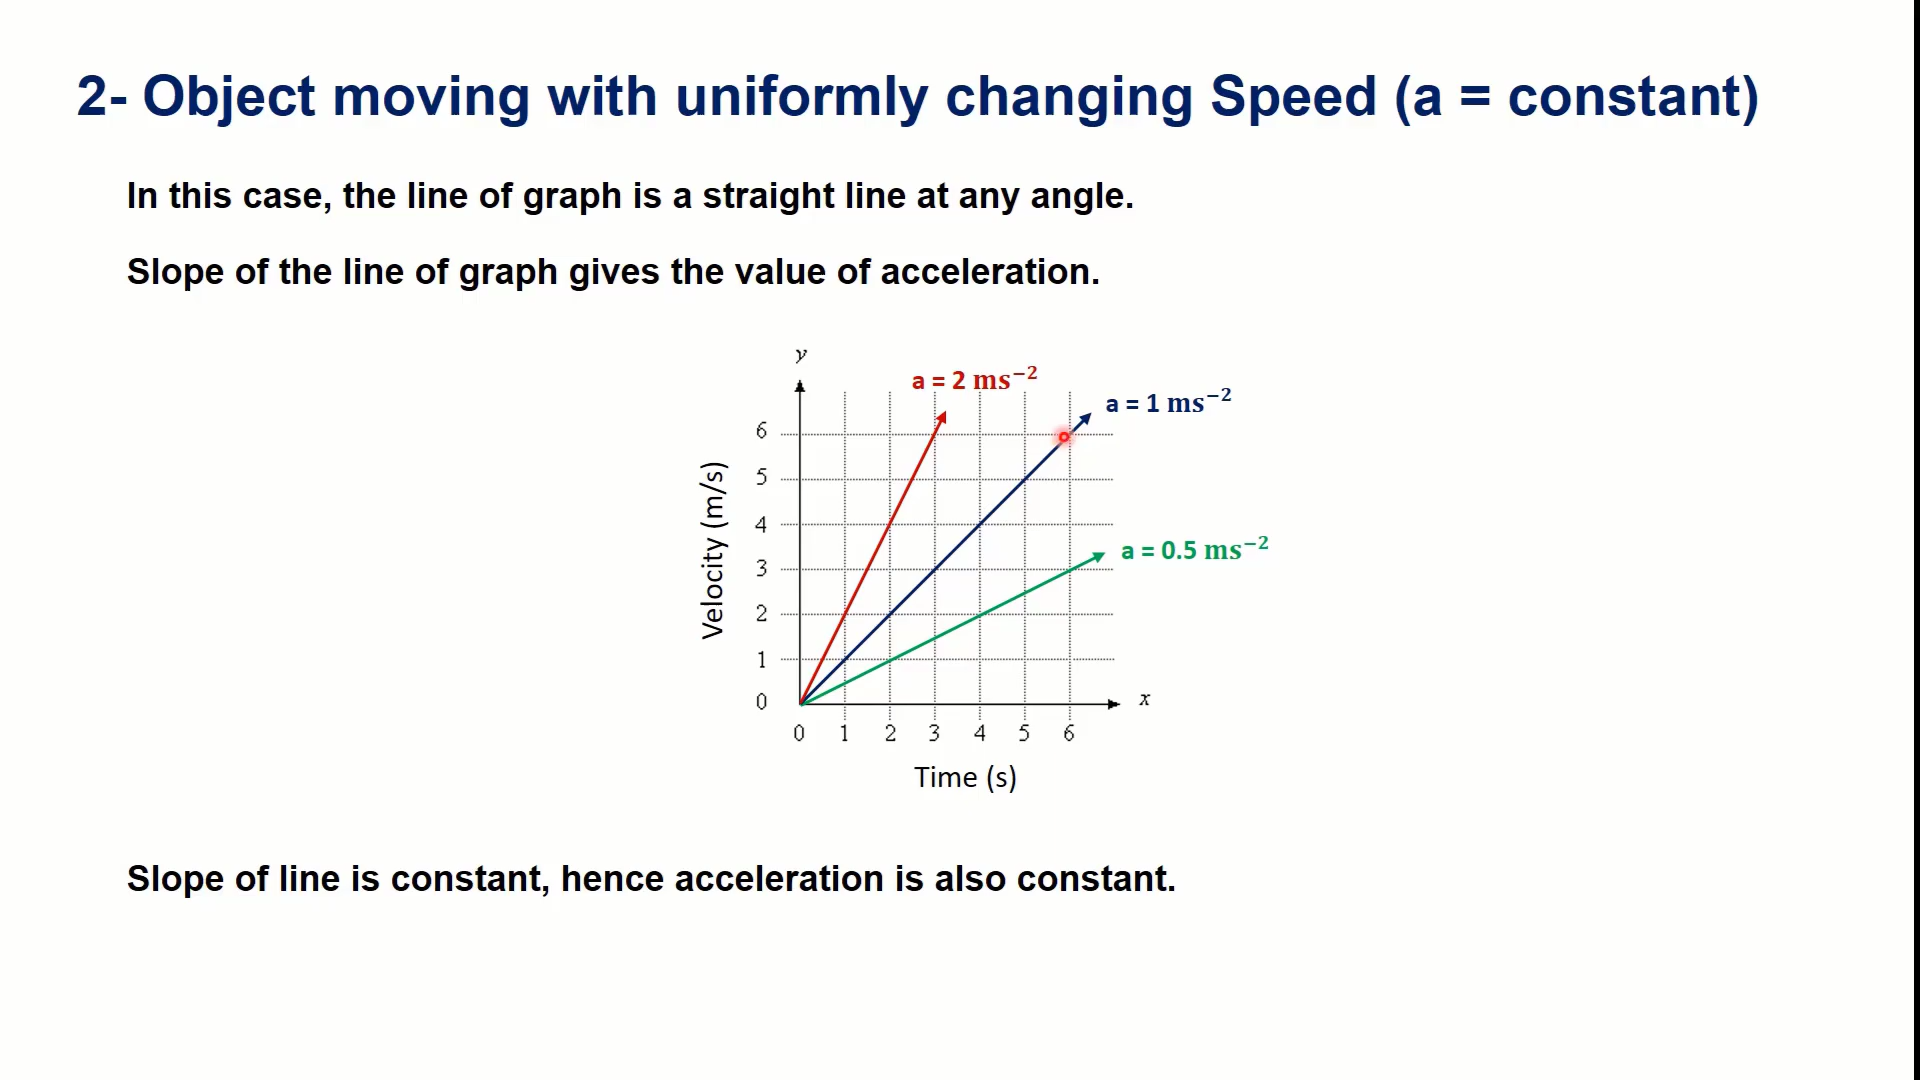 2- Object moving with uniformly changing Speed (a = constant)
In this case, the line of graph is a straight line at any angle.
Slope of the line of graph gives the value of acceleration.
y
a = 2 ms⁻²
a = 1 ms⁻²
6
5
4
3
2
1
0
Velocity (m/s)
a = 0.5 ms⁻²
x
0 1 2 3 4 5 6
Time (s)
Slope of line is constant, hence acceleration is also constant.